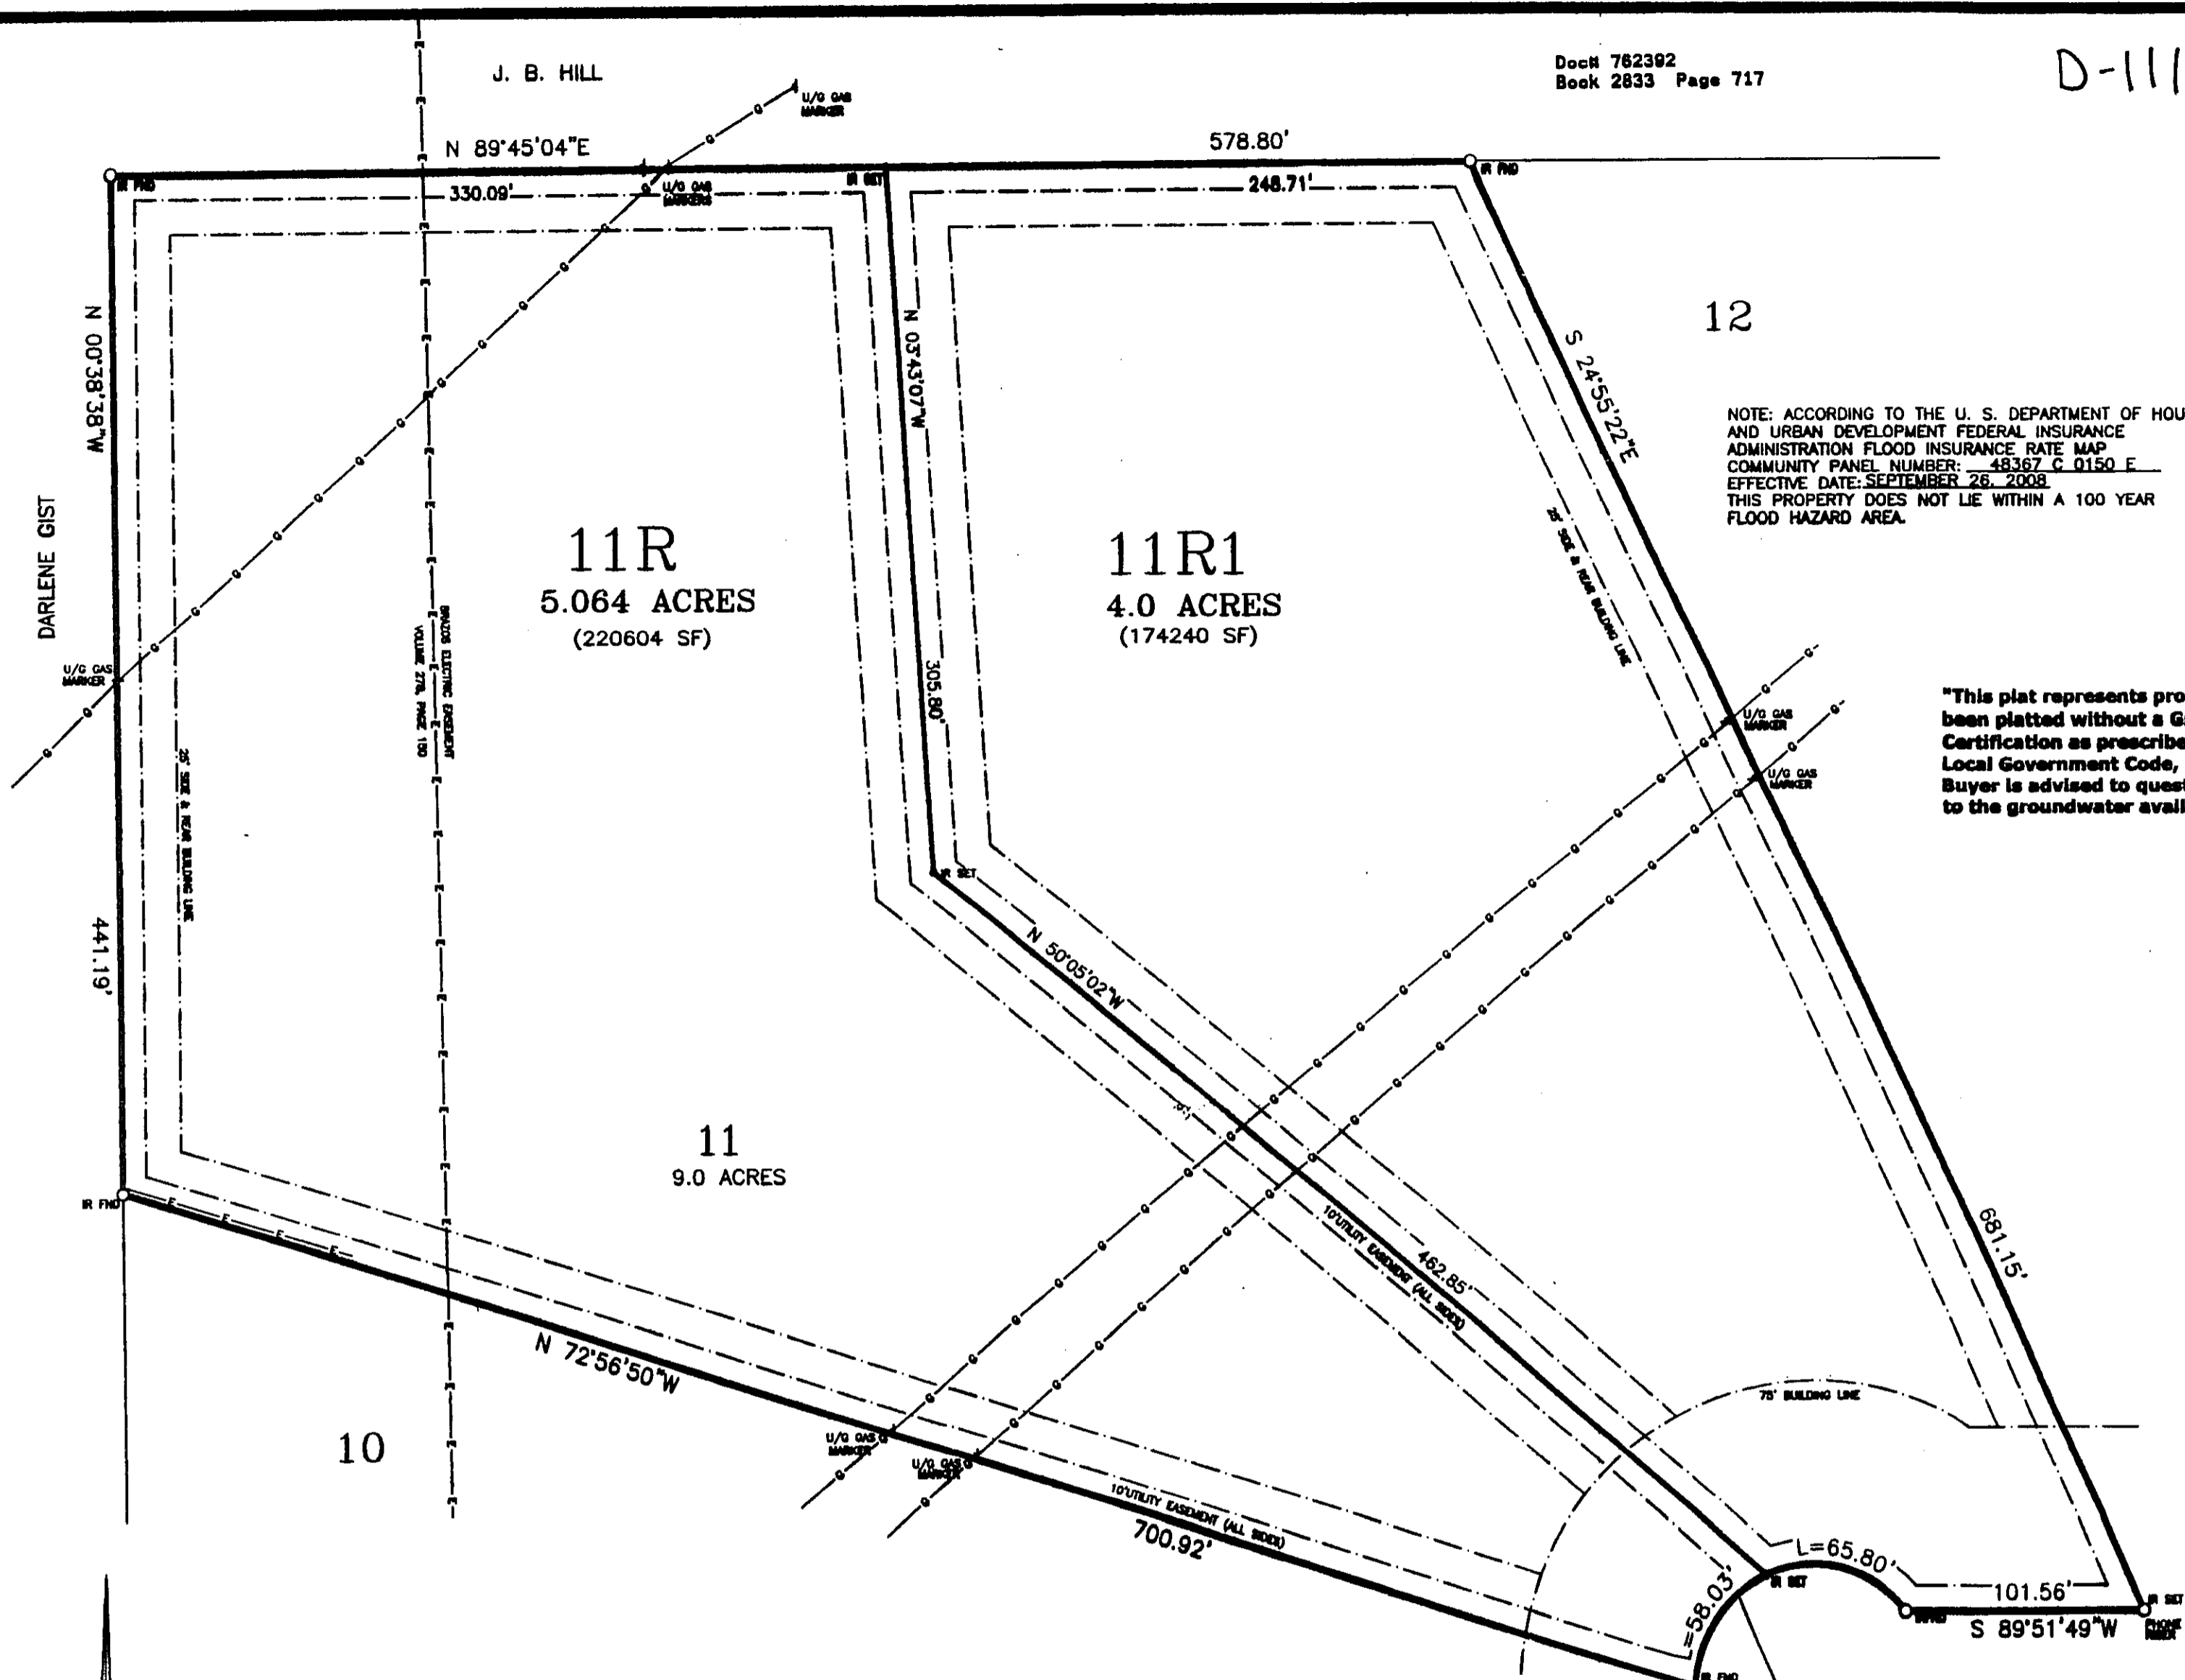 J. B. HILL
Doc# 762392
Book 2833 Page 717
D-111
U/G GAS
MARKER
N 89°45'04"E
578.80'
IR FND
330.09'
U/G GAS
MARKERS
IR SET
248.71'
IR FND
N 00°38'38"W
N 03°43'07"W
S 24°55'22"E
12
NOTE: ACCORDING TO THE U. S. DEPARTMENT OF HOU
AND URBAN DEVELOPMENT FEDERAL INSURANCE
ADMINISTRATION FLOOD INSURANCE RATE MAP
COMMUNITY PANEL NUMBER: 48367 C 0150 E
EFFECTIVE DATE: SEPTEMBER 26, 2008
THIS PROPERTY DOES NOT LIE WITHIN A 100 YEAR
FLOOD HAZARD AREA.
DARLENE GIST
11R
5.064 ACRES
(220604 SF)
11R1
4.0 ACRES
(174240 SF)
25' SIDE & REAR BUILDING LINE
BRAZOS ELECTRIC EASEMENT
VOLUME 278, PAGE 180
305.80'
U/G GAS
MARKER
"This plat represents pro
been platted without a G
Certification as prescribe
Local Government Code,
Buyer is advised to quest
to the groundwater avail
U/G GAS
MARKER
U/G GAS
MARKER
25' SIDE & REAR BUILDING LINE
IR SET
441.19'
N 50°05'02"W
11
9.0 ACRES
IR FND
E E E E
10'UTILITY EASEMENT (ALL SIDES)
462.85'
681.15'
N 72°56'50"W
75' BUILDING LINE
10
U/G GAS
MARKER
U/G GAS
MARKER
10'UTILITY EASEMENT (ALL SIDES)
700.92'
L=65.80'
L=58.03'
IR SET
101.56'
IR SET
S 89°51'49"W
PHONE
IR FND